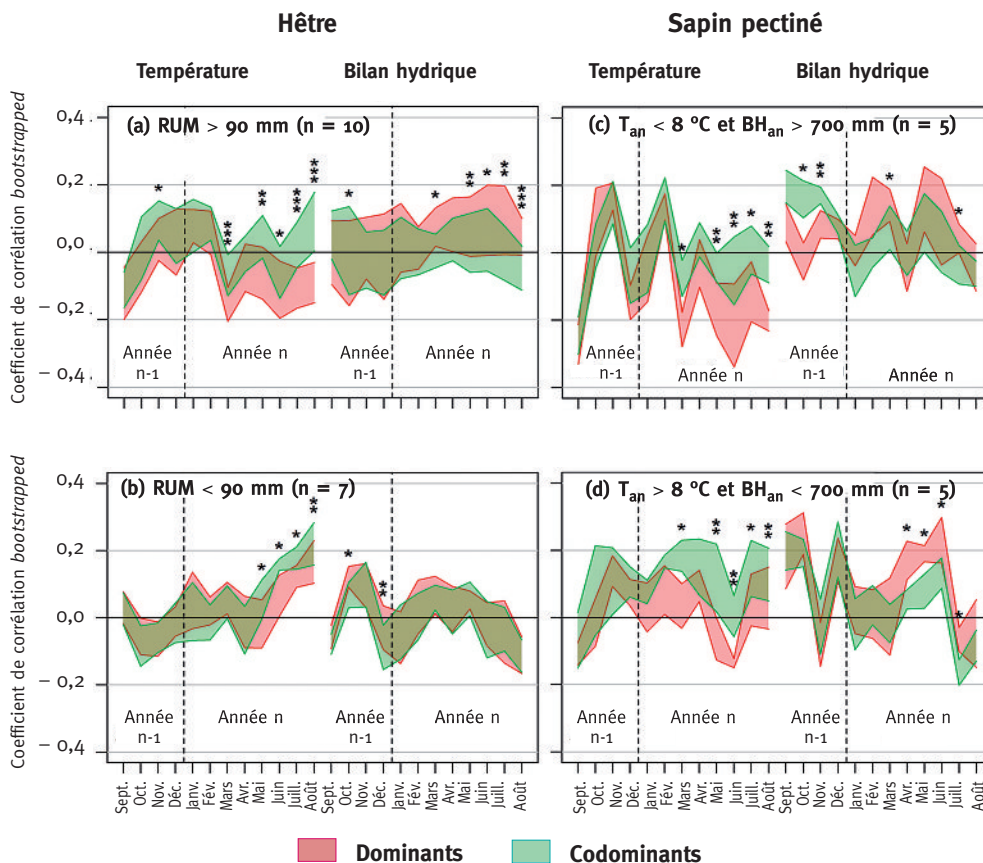 Hêtre
Sapin pectiné
Température
Bilan hydrique
Température
Bilan hydrique
Coefficient de corrélation bootstrapped
0,4
0,2
0,0
– 0,2
– 0,4
(a) RUM > 90 mm (n = 10)
* *** ** * *** *** * * ** * ** ***
Année n-1
Année n
Année n-1
Année n
(c) Tan < 8 °C et BHan > 700 mm (n = 5)
* ** ** * ** * ** * *
Année n-1
Année n
Année n-1
Année n
Coefficient de corrélation bootstrapped
0,4
0,2
0,0
– 0,2
– 0,4
(b) RUM < 90 mm (n = 7)
* * * ** * **
Année n-1
Année n
Année n-1
Année n
(d) Tan > 8 °C et BHan < 700 mm (n = 5)
* ** ** * ** * * * *
Année n-1
Année n
Année n-1
Année n
Sept. Oct. Nov. Déc. Janv. Fév. Mars Avr. Mai Juin Juill. Août
Sept. Oct. Nov. Déc. Janv. Fév. Mars Avr. Mai Juin Juill. Août
Sept. Oct. Nov. Déc. Janv. Fév. Mars Avr. Mai Juin Juill. Août
Sept. Oct. Nov. Déc. Janv. Fév. Mars Avr. Mai Juin Juill. Août
Dominants
Codominants